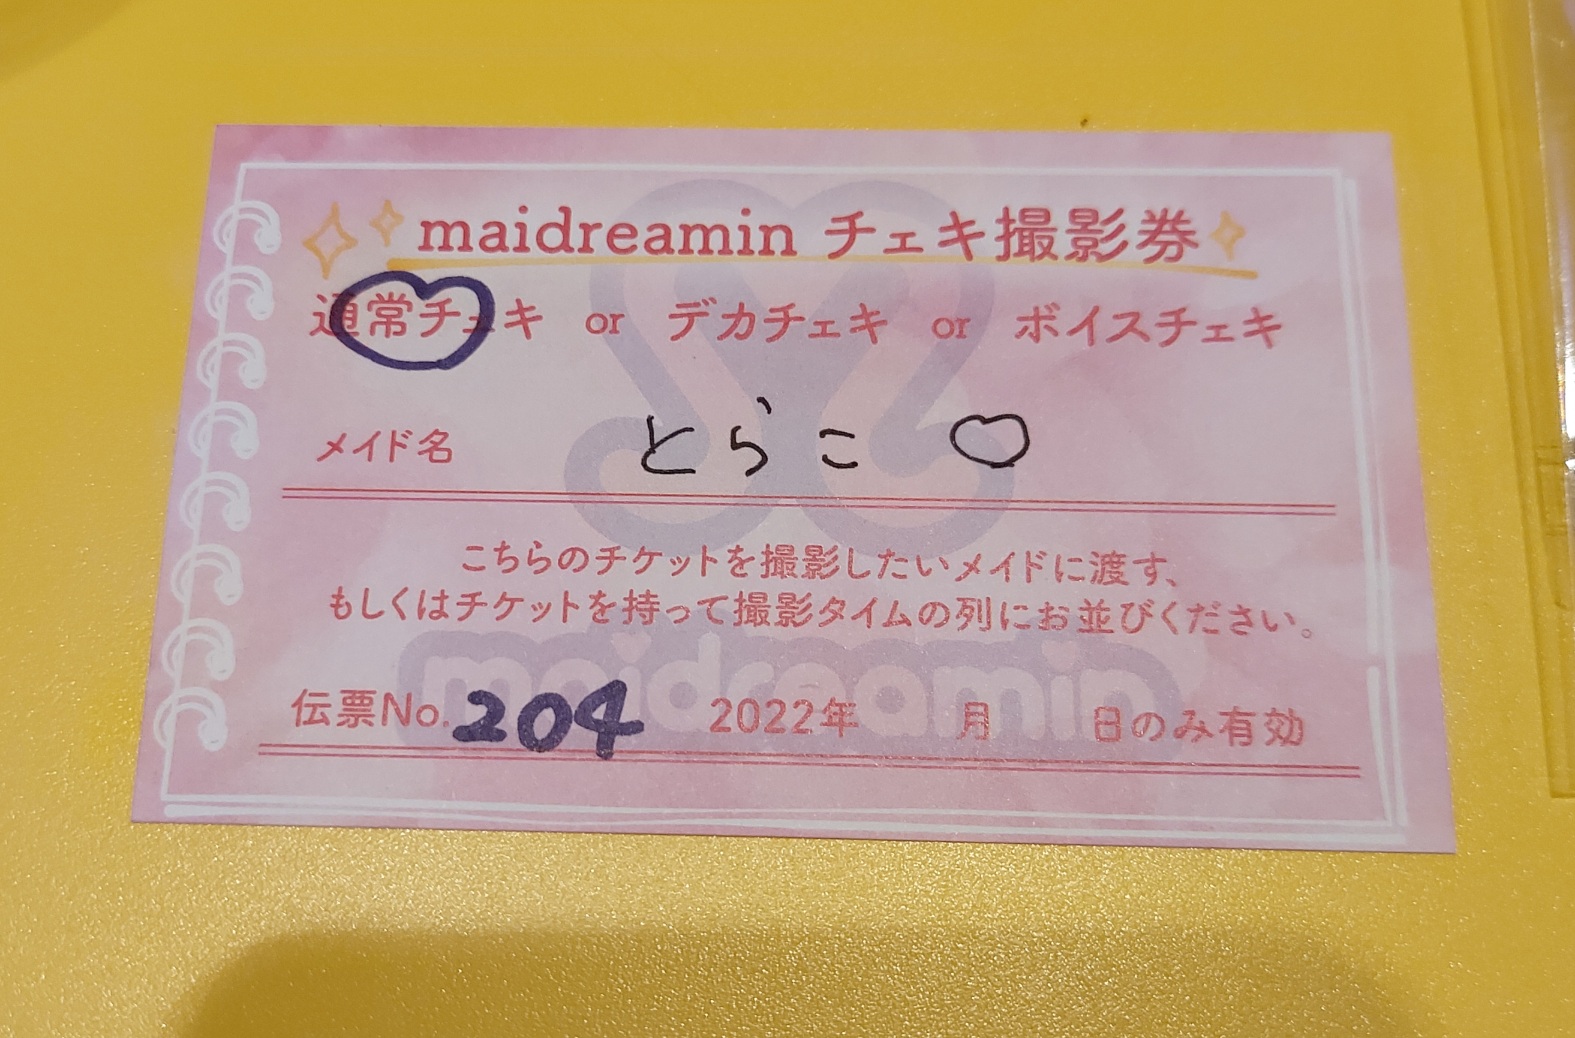 maidreamin チェキ撮影券
通常チェキ or デカチェキ or ボイスチェキ
メイド名 とらこ ♡
こちらのチケットを撮影したいメイドに渡す、
もしくはチケットを持って撮影タイムの列にお並びください。
maidreamin
伝票No. 204 2022年 月 日のみ有効